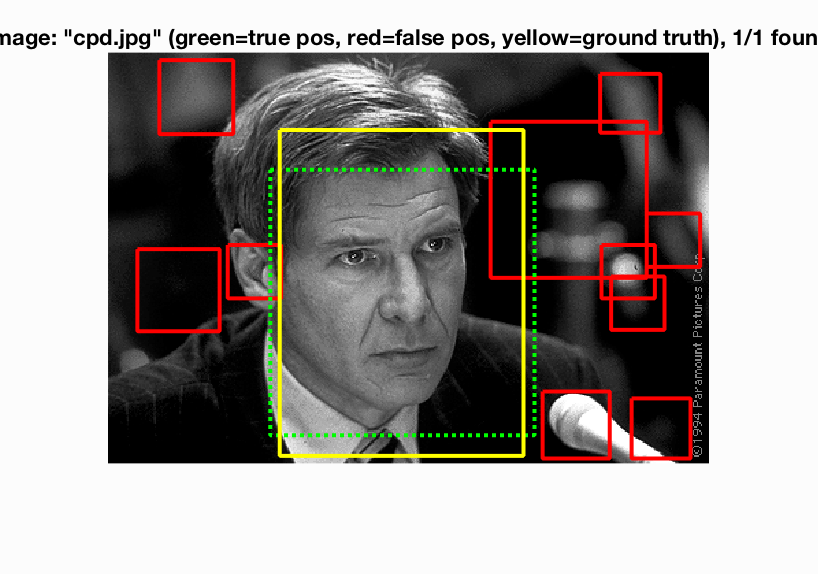 mage: "cpd.jpg" (green=true pos, red=false pos, yellow=ground truth), 1/1 foun
©1994 Paramount Pictures Corp